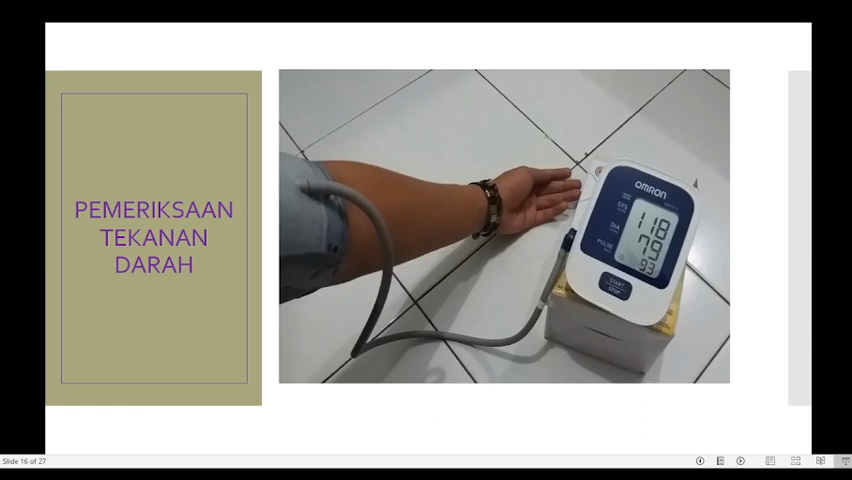 PEMERIKSAAN
TEKANAN
DARAH
OMRON
SYS
118
DIA
79
PULSE
93
START
STOP
Slide 16 of 27